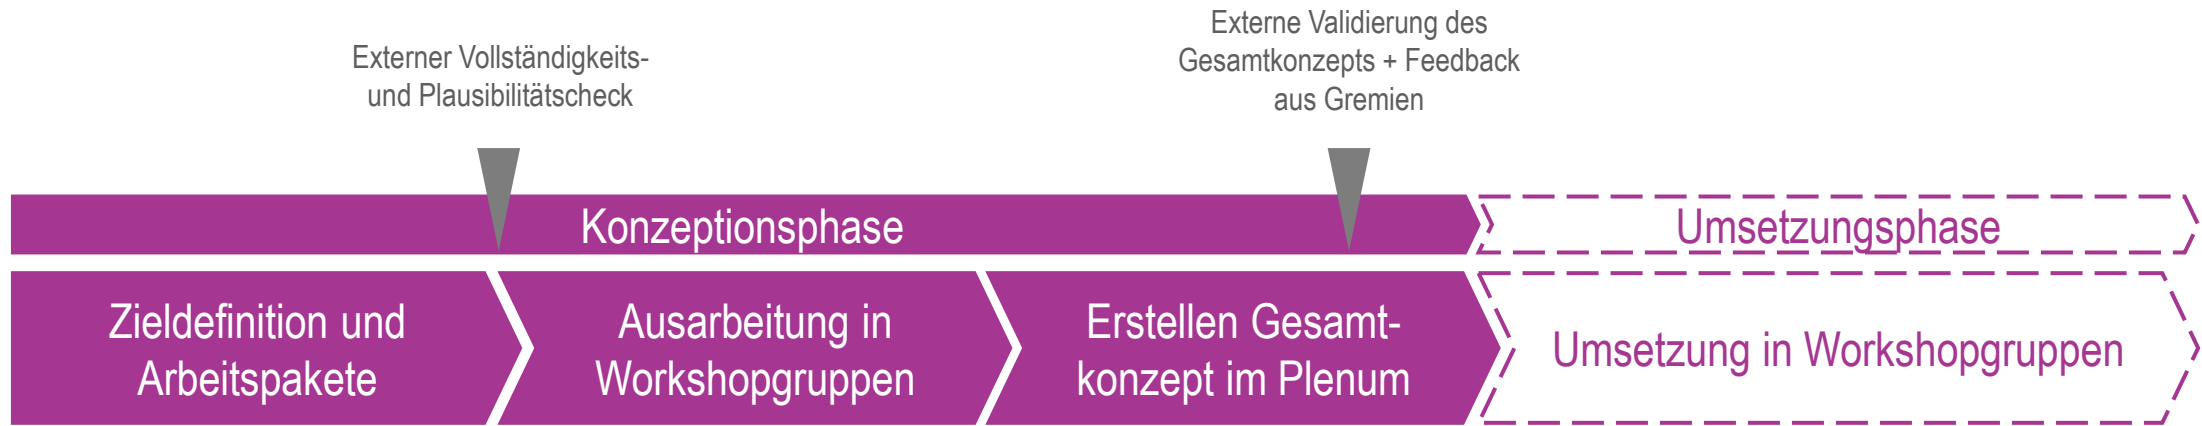 Externer Vollständigkeits-
und Plausibilitätscheck
Externe Validierung des
Gesamtkonzepts + Feedback
aus Gremien
Konzeptionsphase
Umsetzungsphase
Zieldefinition und
Arbeitspakete
Ausarbeitung in
Workshopgruppen
Erstellen Gesamt-
konzept im Plenum
Umsetzung in Workshopgruppen